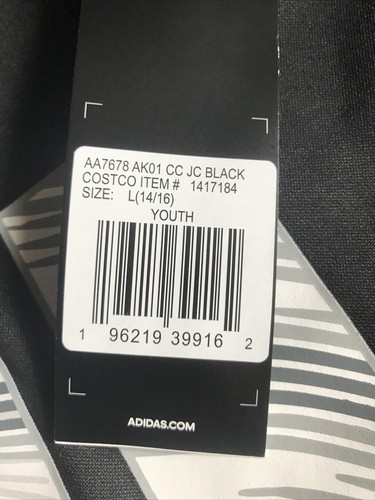 AA7678 AK01 CC JC BLACK
COSTCO ITEM # 1417184
SIZE: L(14/16)
YOUTH
1 96219 39916 2
ADIDAS.COM